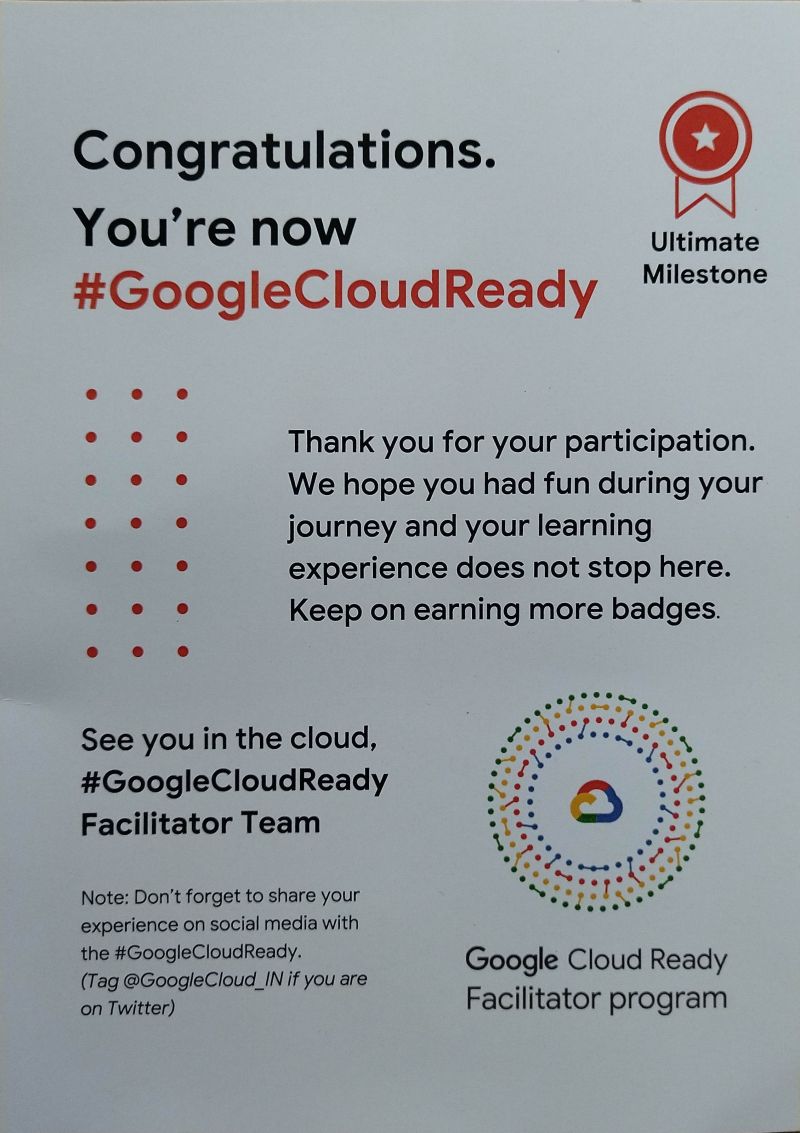 Congratulations.
You're now
#GoogleCloudReady
Ultimate
Milestone
Thank you for your participation.
We hope you had fun during your
journey and your learning
experience does not stop here.
Keep on earning more badges.
See you in the cloud,
#GoogleCloudReady
Facilitator Team
Note: Don't forget to share your
experience on social media with
the #GoogleCloudReady.
(Tag @GoogleCloud_IN if you are
on Twitter)
Google Cloud Ready
Facilitator program